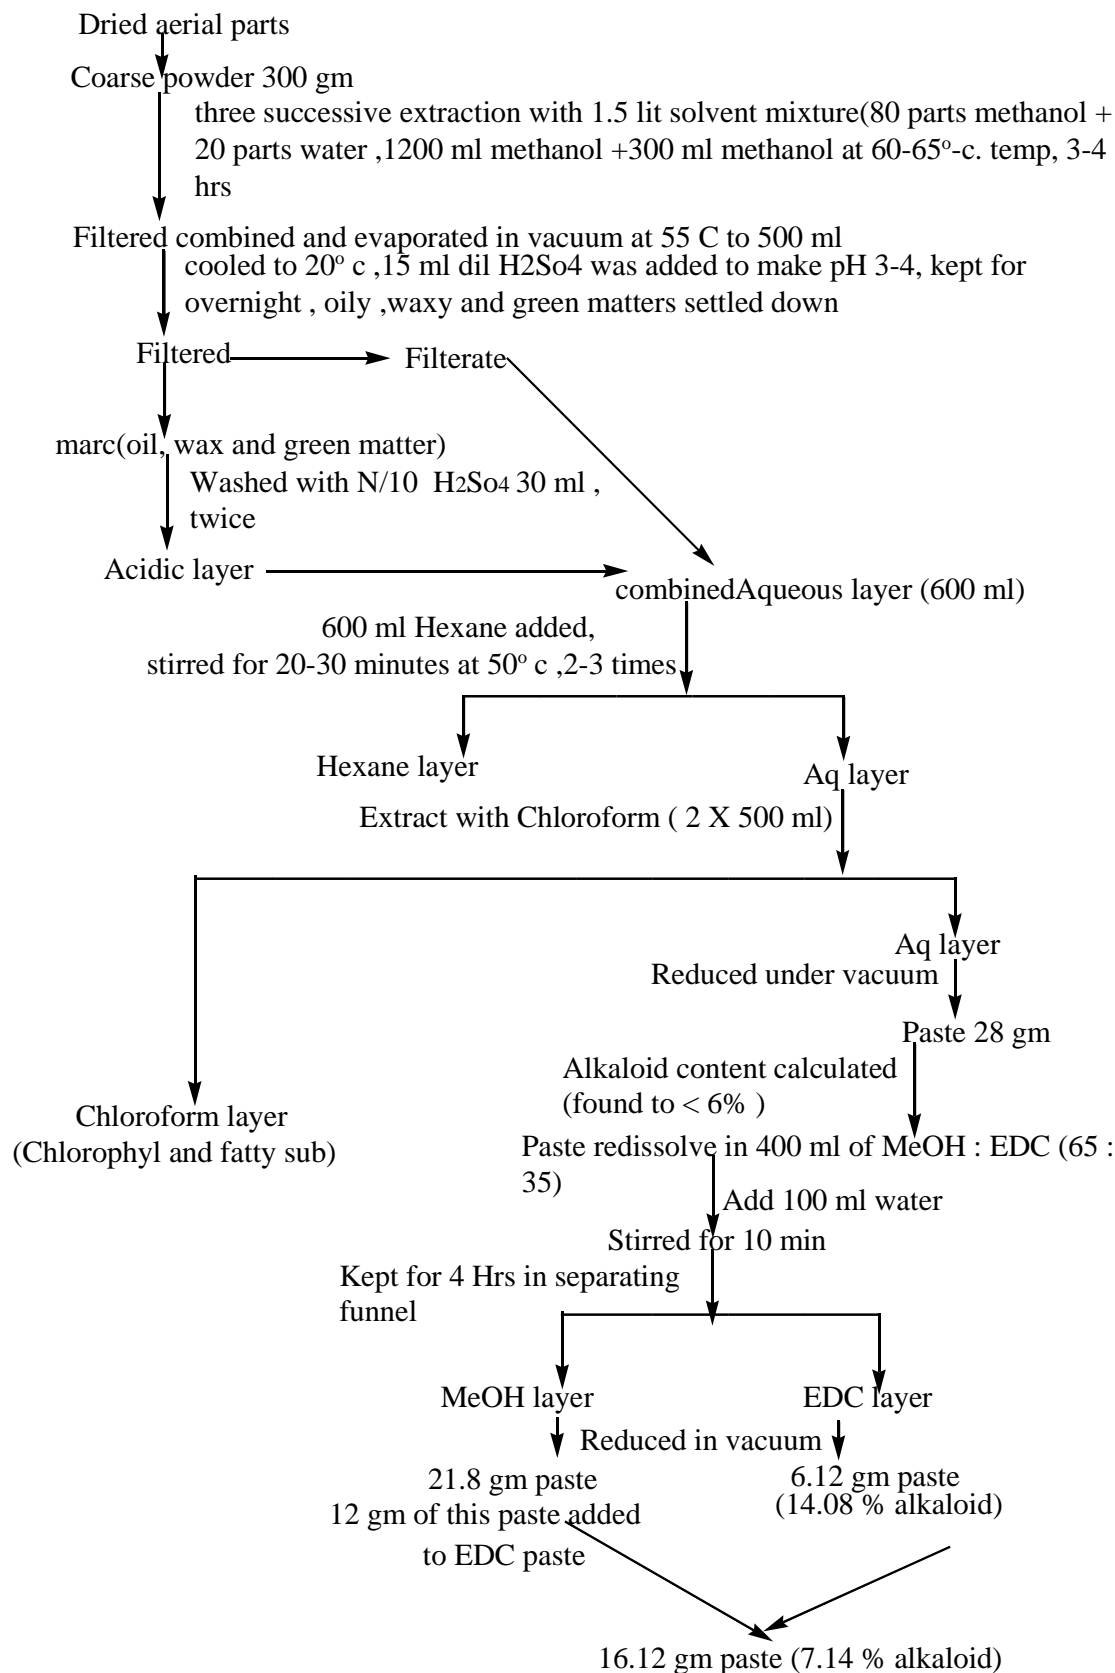 Dried aerial parts
Coarse powder 300 gm
three successive extraction with 1.5 lit solvent mixture(80 parts methanol +
20 parts water ,1200 ml methanol +300 ml methanol at 60-65º-c. temp, 3-4
hrs
Filtered combined and evaporated in vacuum at 55 C to 500 ml
cooled to 20º c ,15 ml dil H2So4 was added to make pH 3-4, kept for
overnight , oily ,waxy and green matters settled down
Filtered
Filterate
marc(oil, wax and green matter)
Washed with N/10 H2So4 30 ml ,
twice
Acidic layer
combinedAqueous layer (600 ml)
600 ml Hexane added,
stirred for 20-30 minutes at 50º c ,2-3 times
Hexane layer
Aq layer
Extract with Chloroform ( 2 X 500 ml)
Aq layer
Reduced under vacuum
Paste 28 gm
Alkaloid content calculated
(found to < 6% )
Chloroform layer
(Chlorophyl and fatty sub)
Paste redissolve in 400 ml of MeOH : EDC (65 :
35)
Add 100 ml water
Stirred for 10 min
Kept for 4 Hrs in separating
funnel
MeOH layer
EDC layer
Reduced in vacuum
21.8 gm paste
12 gm of this paste added
to EDC paste
6.12 gm paste
(14.08 % alkaloid)
16.12 gm paste (7.14 % alkaloid)